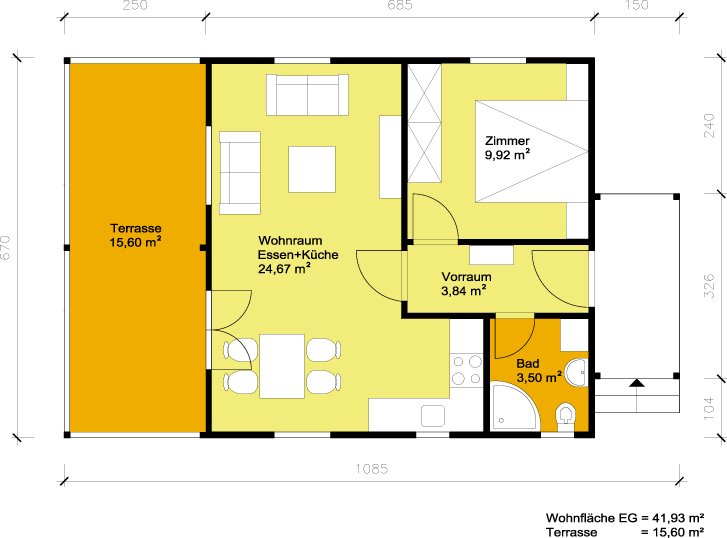 250
685
150
240
Zimmer
9,92 m²
Terrasse
15,60 m²
Wohnraum
Essen+Küche
24,67 m²
670
Vorraum
3,84 m²
326
Bad
3,50 m²
104
1085
Wohnfläche EG = 41,93 m²
Terrasse = 15,60 m²